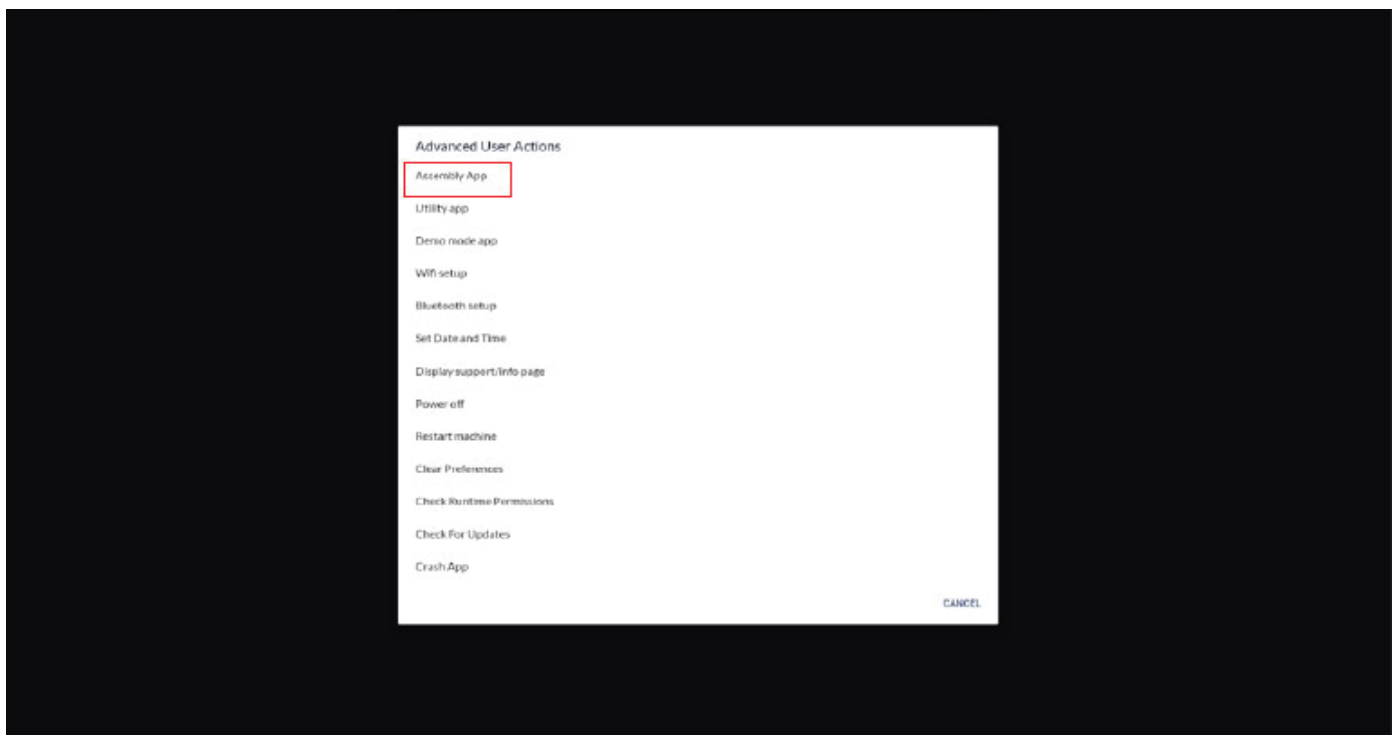 Advanced User Actions
Assembly App
Utility app
Demo mode app
Wifi setup
Bluetooth setup
Set Date and Time
Display support/info page
Power off
Restart machine
Clear Preferences
Check Runtime Permissions
Check For Updates
Crash App
CANCEL